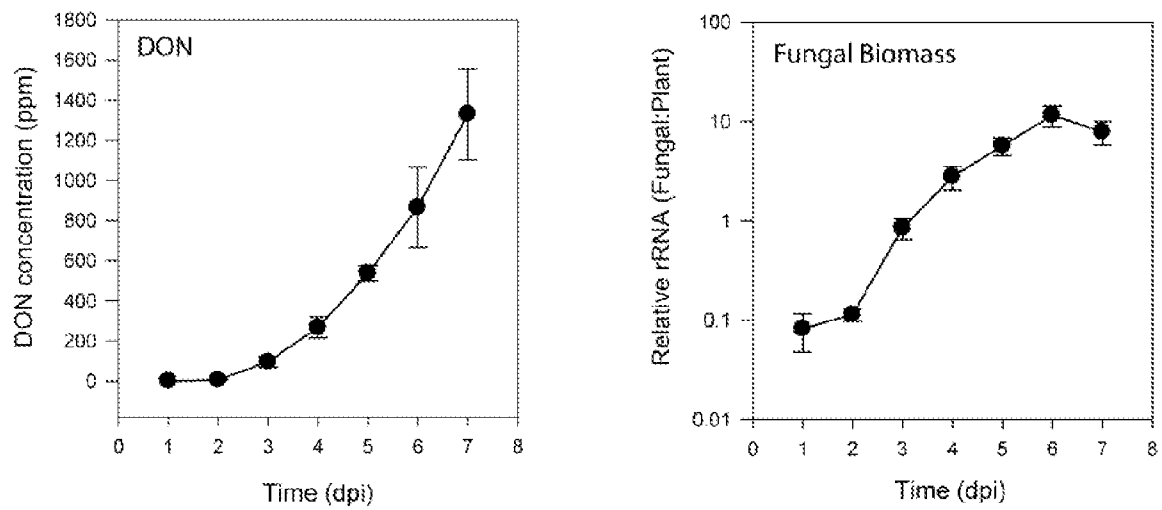 DON
DON concentration (ppm)
1800
1600
1400
1200
1000
800
600
400
200
0
0 1 2 3 4 5 6 7 8
Time (dpi)
Fungal Biomass
Relative rRNA (Fungal:Plant)
100
10
1
0.1
0.01
0 1 2 3 4 5 6 7 8
Time (dpi)